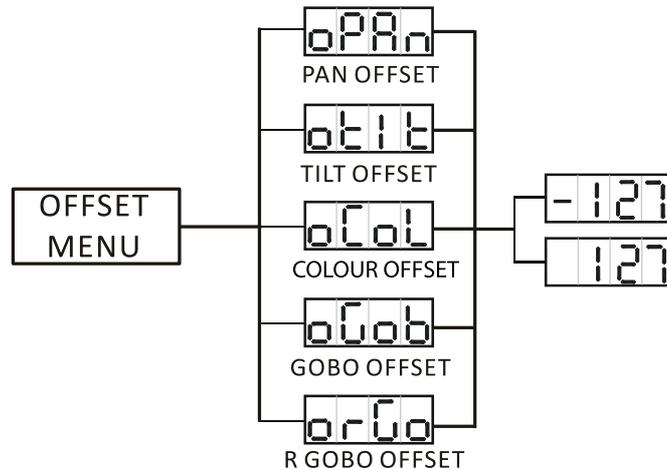 oPAn
PAN OFFSET
otIt
TILT OFFSET
OFFSET
MENU
oCoL
COLOUR OFFSET
-127
127
oGob
GOBO OFFSET
orGo
R GOBO OFFSET